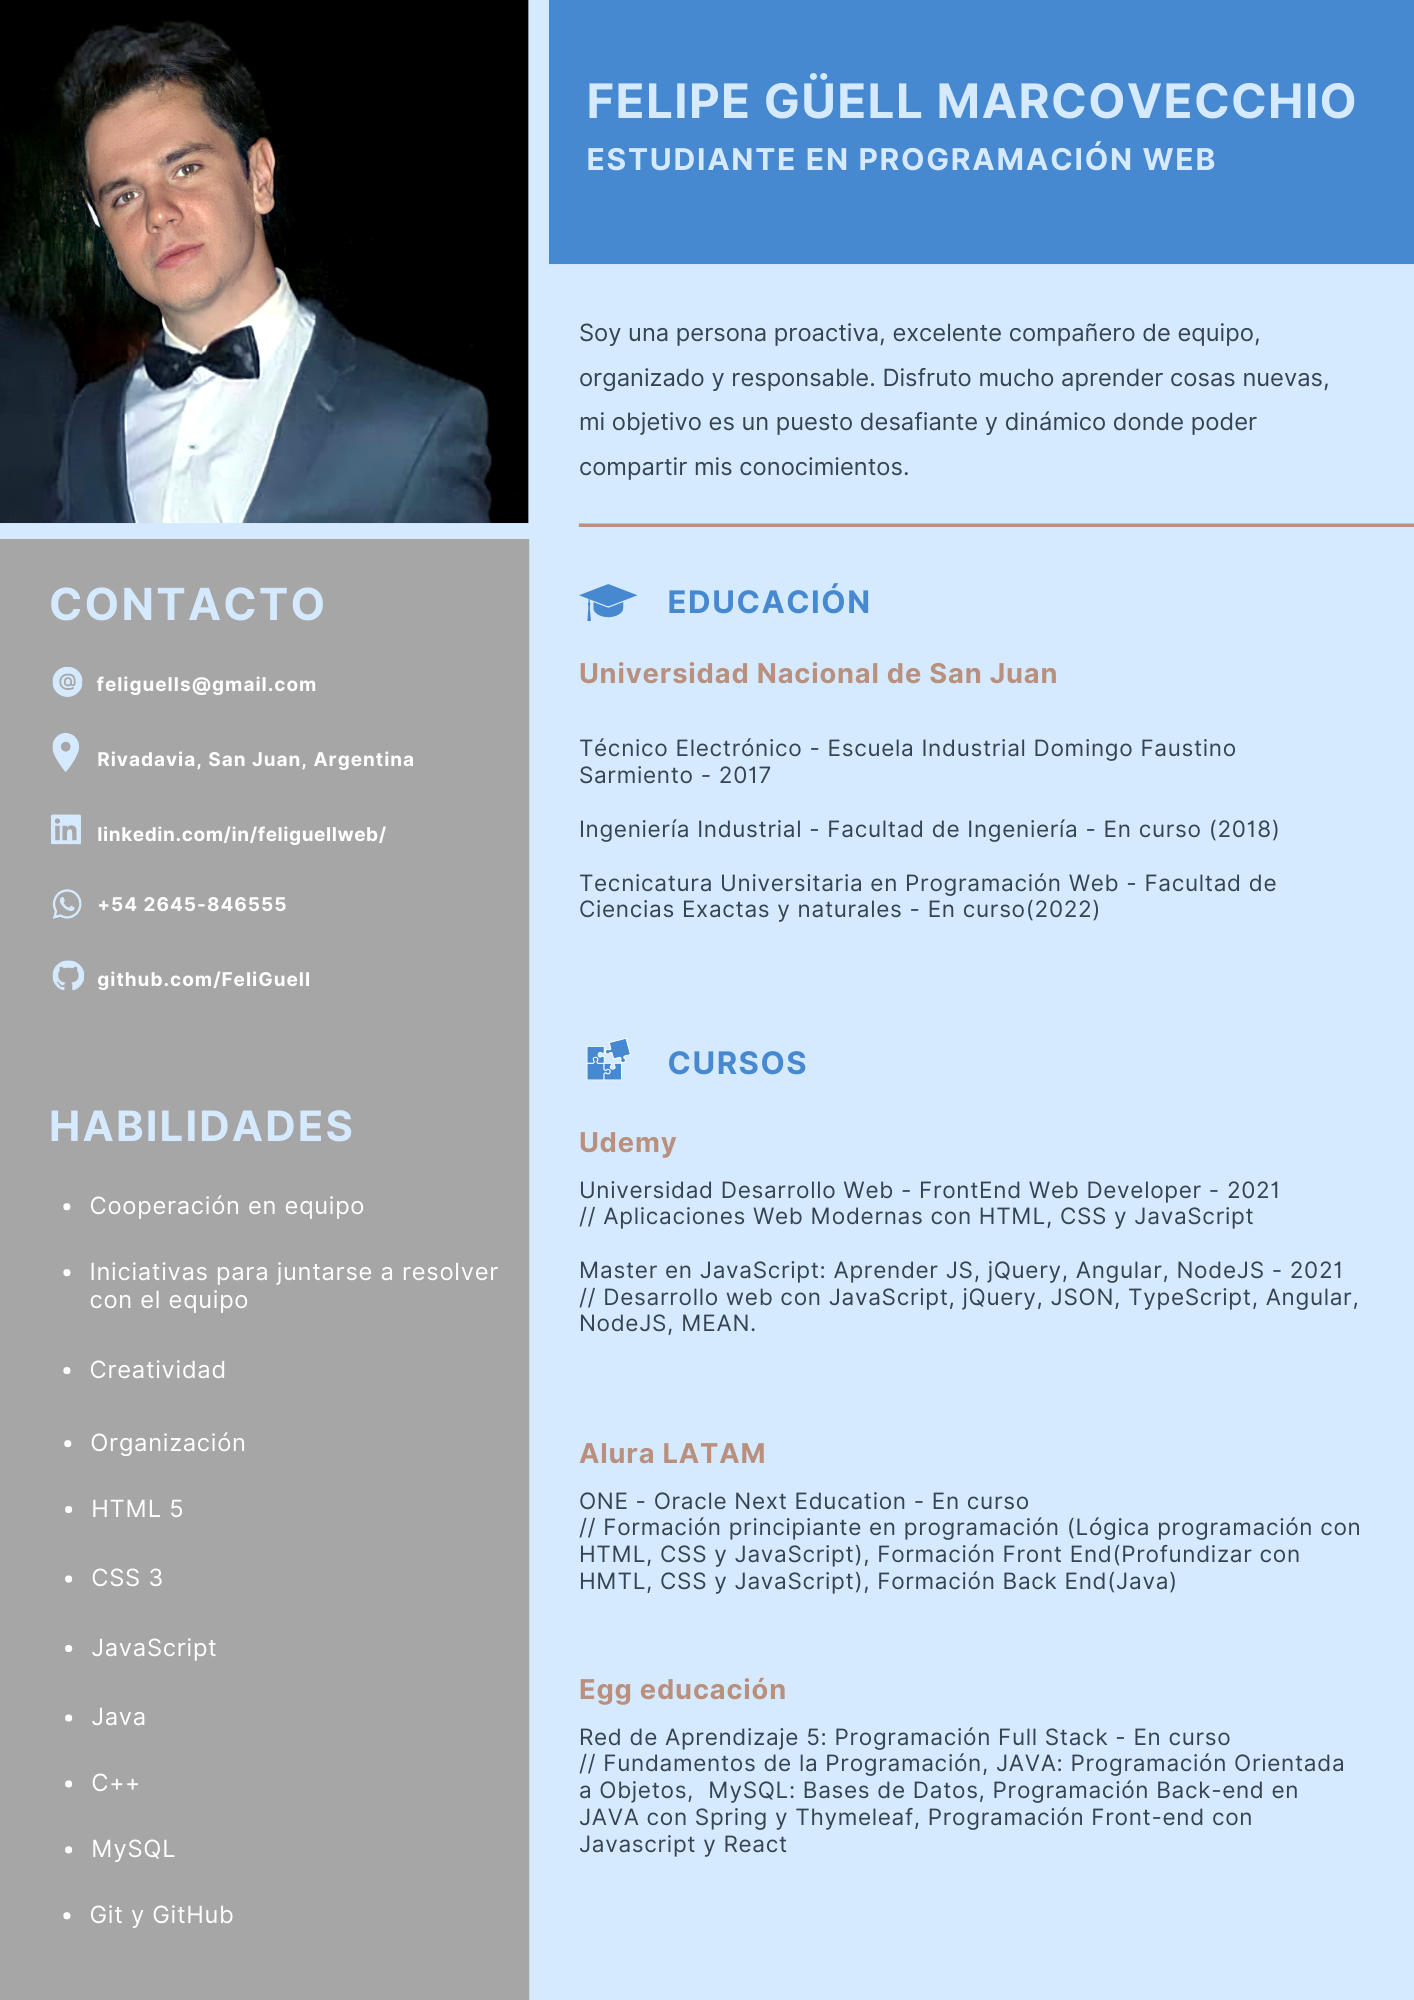 FELIPE GÜELL MARCOVECCHIO
ESTUDIANTE EN PROGRAMACIÓN WEB
Soy una persona proactiva, excelente compañero de equipo,
organizado y responsable. Disfruto mucho aprender cosas nuevas,
mi objetivo es un puesto desafiante y dinámico donde poder
compartir mis conocimientos.
CONTACTO
feliguells@gmail.com
Rivadavia, San Juan, Argentina
linkedin.com/in/feliguellweb/
+54 2645-846555
github.com/FeliGuell
HABILIDADES
• Cooperación en equipo
• Iniciativas para juntarse a resolver
con el equipo
• Creatividad
• Organización
• HTML 5
• CSS 3
• JavaScript
• Java
• C++
• MySQL
• Git y GitHub
EDUCACIÓN
Universidad Nacional de San Juan
Técnico Electrónico - Escuela Industrial Domingo Faustino
Sarmiento - 2017
Ingeniería Industrial - Facultad de Ingeniería - En curso (2018)
Tecnicatura Universitaria en Programación Web - Facultad de
Ciencias Exactas y naturales - En curso(2022)
CURSOS
Udemy
Universidad Desarrollo Web - FrontEnd Web Developer - 2021
// Aplicaciones Web Modernas con HTML, CSS y JavaScript
Master en JavaScript: Aprender JS, jQuery, Angular, NodeJS - 2021
// Desarrollo web con JavaScript, jQuery, JSON, TypeScript, Angular,
NodeJS, MEAN.
Alura LATAM
ONE - Oracle Next Education - En curso
// Formación principiante en programación (Lógica programación con
HTML, CSS y JavaScript), Formación Front End(Profundizar con
HMTL, CSS y JavaScript), Formación Back End(Java)
Egg educación
Red de Aprendizaje 5: Programación Full Stack - En curso
// Fundamentos de la Programación, JAVA: Programación Orientada
a Objetos,  MySQL: Bases de Datos, Programación Back-end en
JAVA con Spring y Thymeleaf, Programación Front-end con
Javascript y React